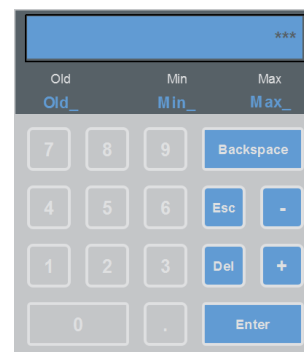 ***
Old Min Max
Old_ Min_ Max_
7 8 9 Backspace
4 5 6 Esc -
1 2 3 Del +
0 . Enter